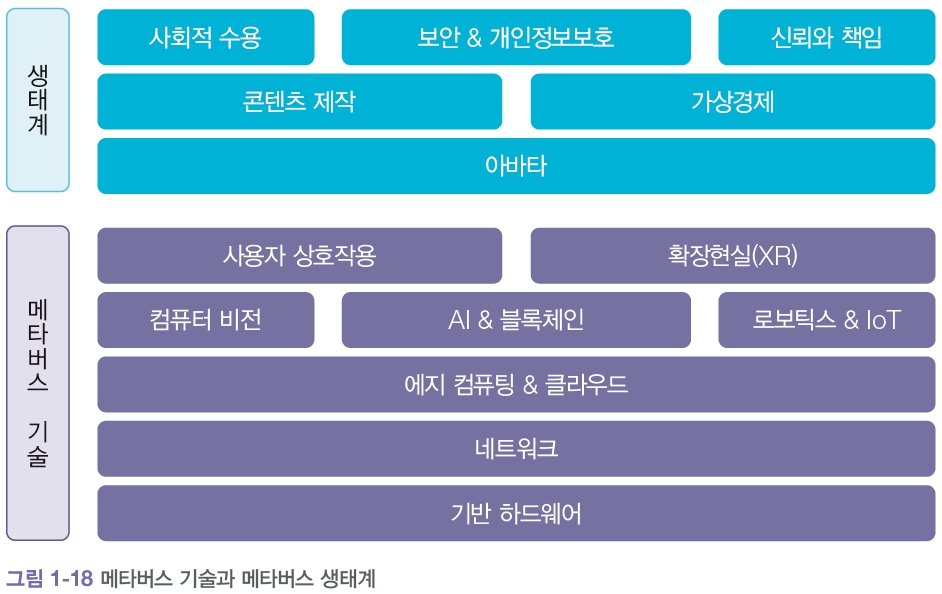 생태계
사회적 수용
보안 & 개인정보보호
신뢰와 책임
콘텐츠 제작
가상경제
아바타
메타버스 기술
사용자 상호작용
확장현실(XR)
컴퓨터 비전
AI & 블록체인
로보틱스 & IoT
에지 컴퓨팅 & 클라우드
네트워크
기반 하드웨어
그림 1-18 메타버스 기술과 메타버스 생태계